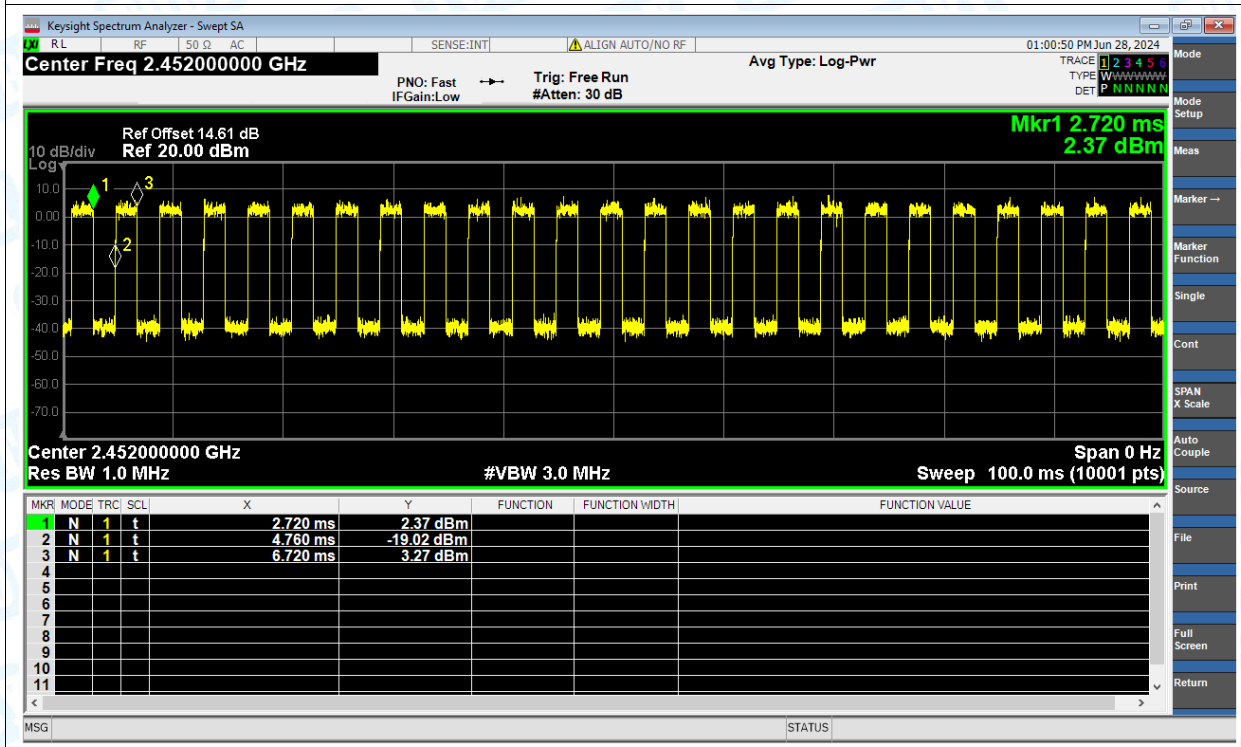 Keysight Spectrum Analyzer - Swept SA
LXI RL RF 50 Ω AC SENSE:INT ALIGN AUTO/NO RF 01:00:50 PM Jun 28, 2024
Center Freq 2.452000000 GHz
PNO: Fast
IFGain:Low
Trig: Free Run
#Atten: 30 dB
Avg Type: Log-Pwr
TRACE 1 2 3 4 5 6
TYPE WWWWWW
DET P N N N N N
Ref Offset 14.61 dB
10 dB/div Ref 20.00 dBm
Log
Mkr1 2.720 ms
2.37 dBm
10.0
0.00
-10.0
-20.0
-30.0
-40.0
-50.0
-60.0
-70.0
1
2
3
Center 2.452000000 GHz Span 0 Hz
Res BW 1.0 MHz #VBW 3.0 MHz Sweep 100.0 ms (10001 pts)
MKR MODE TRC SCL X Y FUNCTION FUNCTION WIDTH FUNCTION VALUE
1 N 1 t 2.720 ms 2.37 dBm
2 N 1 t 4.760 ms -19.02 dBm
3 N 1 t 6.720 ms 3.27 dBm
4
5
6
7
8
9
10
11
MSG STATUS
Mode
Mode
Setup
Meas
Marker →
Marker
Function
Single
Cont
SPAN
X Scale
Auto
Couple
Source
File
Print
Full
Screen
Return